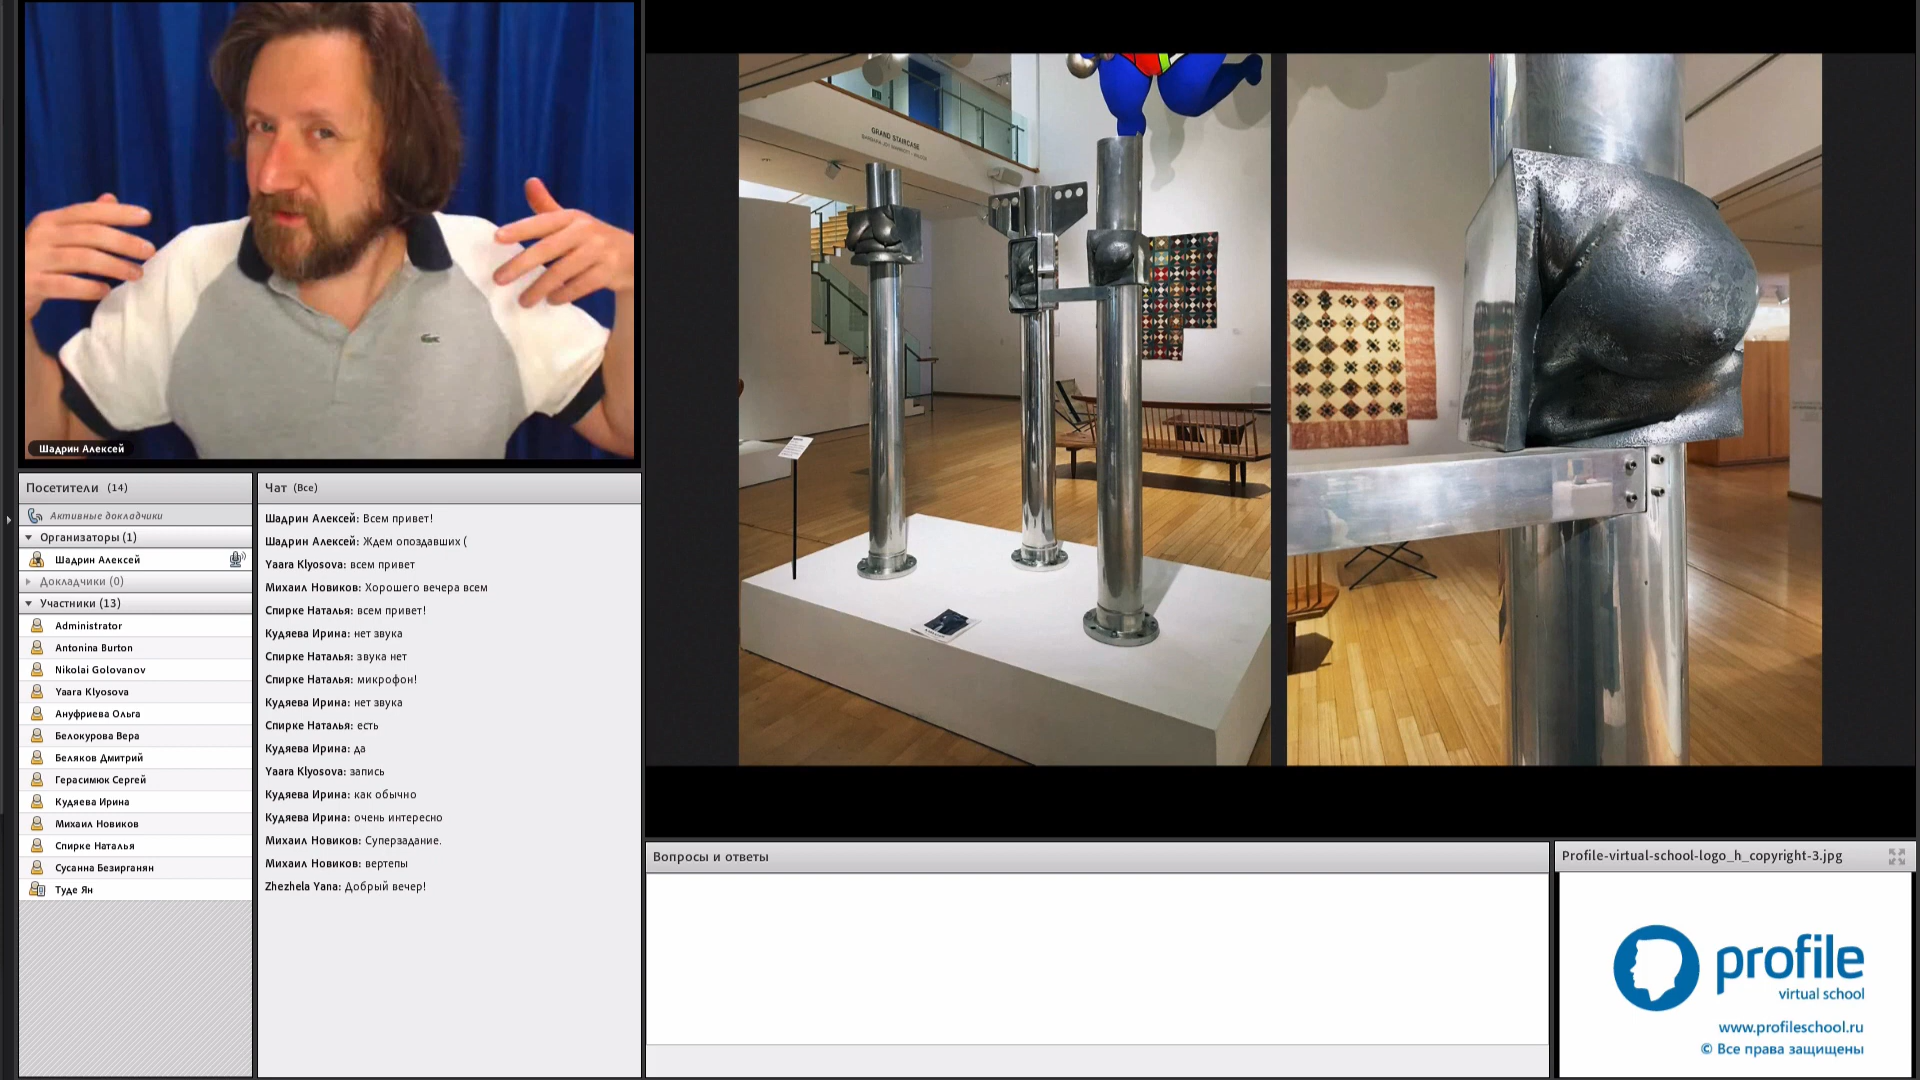 Шадрин Алексей
Посетители (14)
Активные докладчики
Организаторы (1)
Шадрин Алексей
Докладчики (0)
Участники (13)
Administrator
Antonina Burton
Nikolai Golovanov
Yaara Klyosova
Ануфриева Ольга
Белокурова Вера
Беляков Дмитрий
Герасимюк Сергей
Кудяева Ирина
Михаил Новиков
Спирке Наталья
Сусанна Безирганян
Туде Ян
Чат (Все)
Шадрин Алексей: Всем привет!
Шадрин Алексей: Ждем опоздавших (
Yaara Klyosova: всем привет
Михаил Новиков: Хорошего вечера всем
Спирке Наталья: всем привет!
Кудяева Ирина: нет звука
Спирке Наталья: звука нет
Спирке Наталья: микрофон!
Кудяева Ирина: нет звука
Спирке Наталья: есть
Кудяева Ирина: да
Yaara Klyosova: запись
Кудяева Ирина: как обычно
Кудяева Ирина: очень интересно
Михаил Новиков: Суперзадание.
Михаил Новиков: вертепы
Zhezhela Yana: Добрый вечер!
GRAND STAIRCASE
Вопросы и ответы
Profile-virtual-school-logo_h_copyright-3.jpg
profile
virtual school
www.profileschool.ru
© Все права защищены